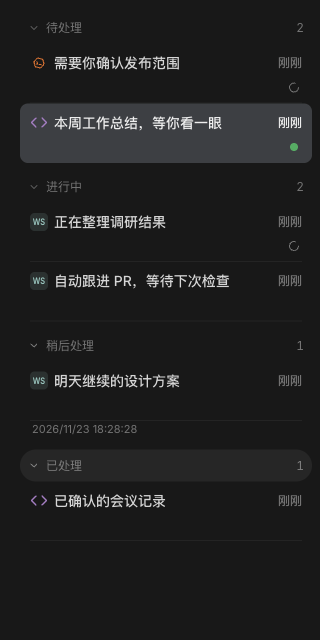 待处理 2
需要你确认发布范围 刚刚
本周工作总结，等你看一眼 刚刚
进行中 2
WS 正在整理调研结果 刚刚
WS 自动跟进 PR，等待下次检查 刚刚
稍后处理 1
WS 明天继续的设计方案 刚刚
2026/11/23 18:28:28
已处理 1
已确认的会议记录 刚刚